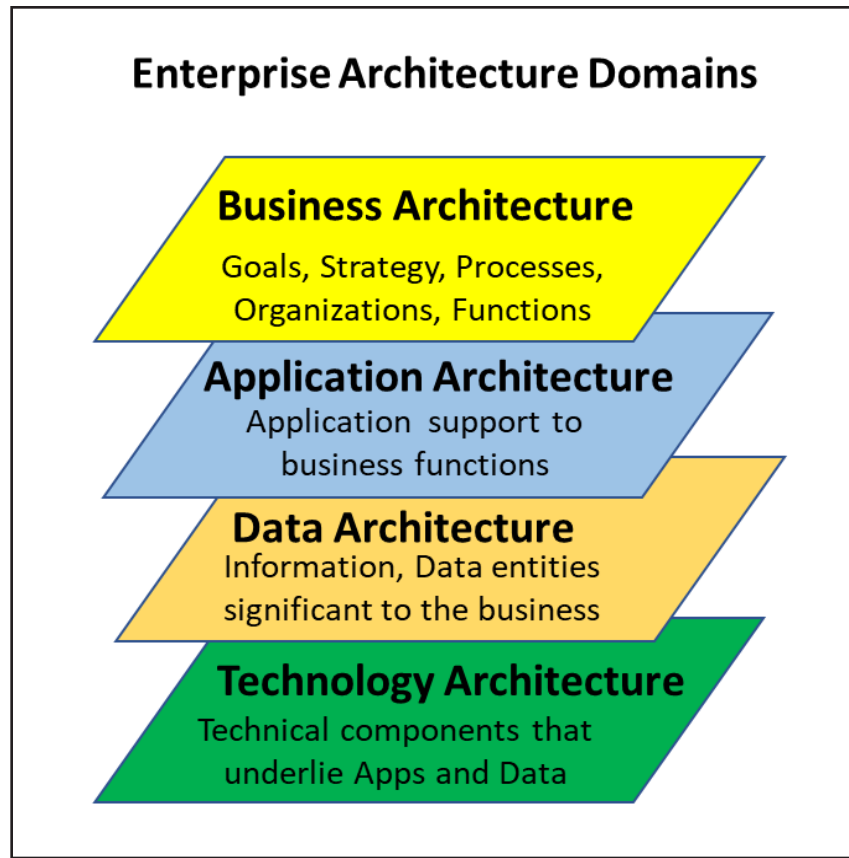 Enterprise Architecture Domains
Business Architecture
Goals, Strategy, Processes,
Organizations, Functions
Application Architecture
Application support to
business functions
Data Architecture
Information, Data entities
significant to the business
Technology Architecture
Technical components that
underlie Apps and Data